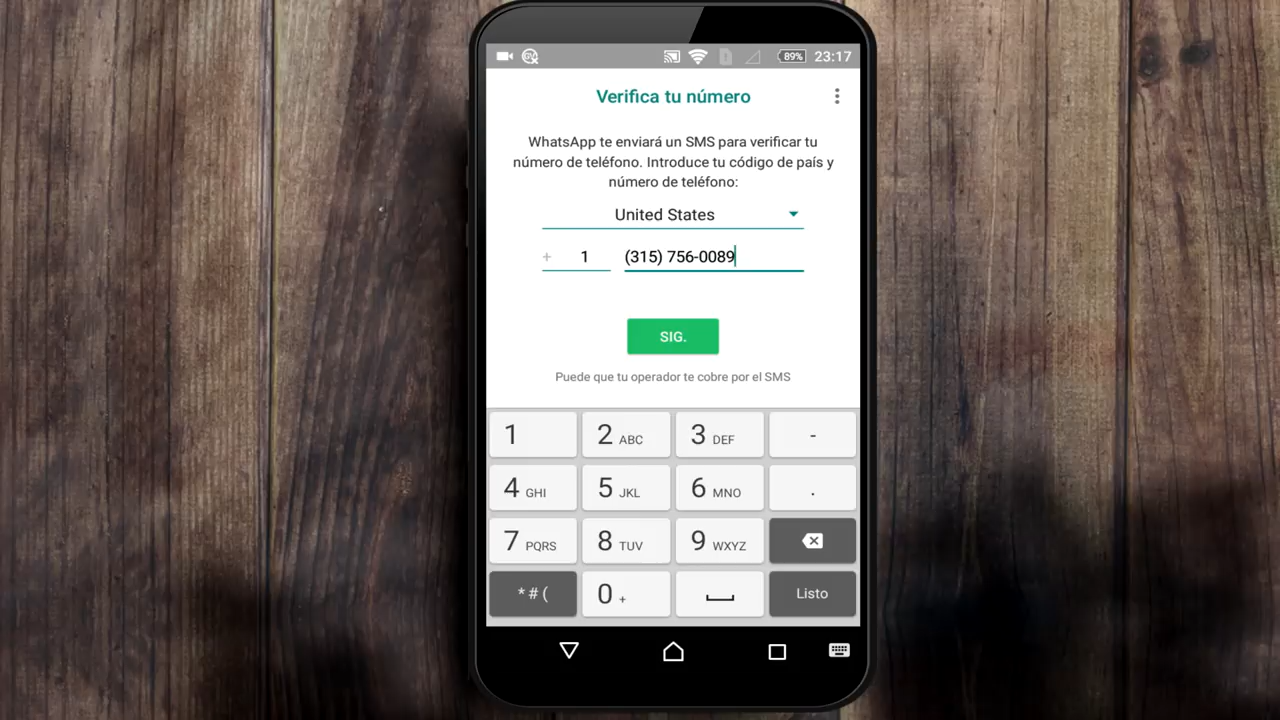 89% 23:17
Verifica tu número
WhatsApp te enviará un SMS para verificar tu
número de teléfono. Introduce tu código de país y
número de teléfono:
United States
+ 1 (315) 756-0089
SIG.
Puede que tu operador te cobre por el SMS
1 2 ABC 3 DEF -
4 GHI 5 JKL 6 MNO .
7 PQRS 8 TUV 9 WXYZ
* # ( 0 + Listo